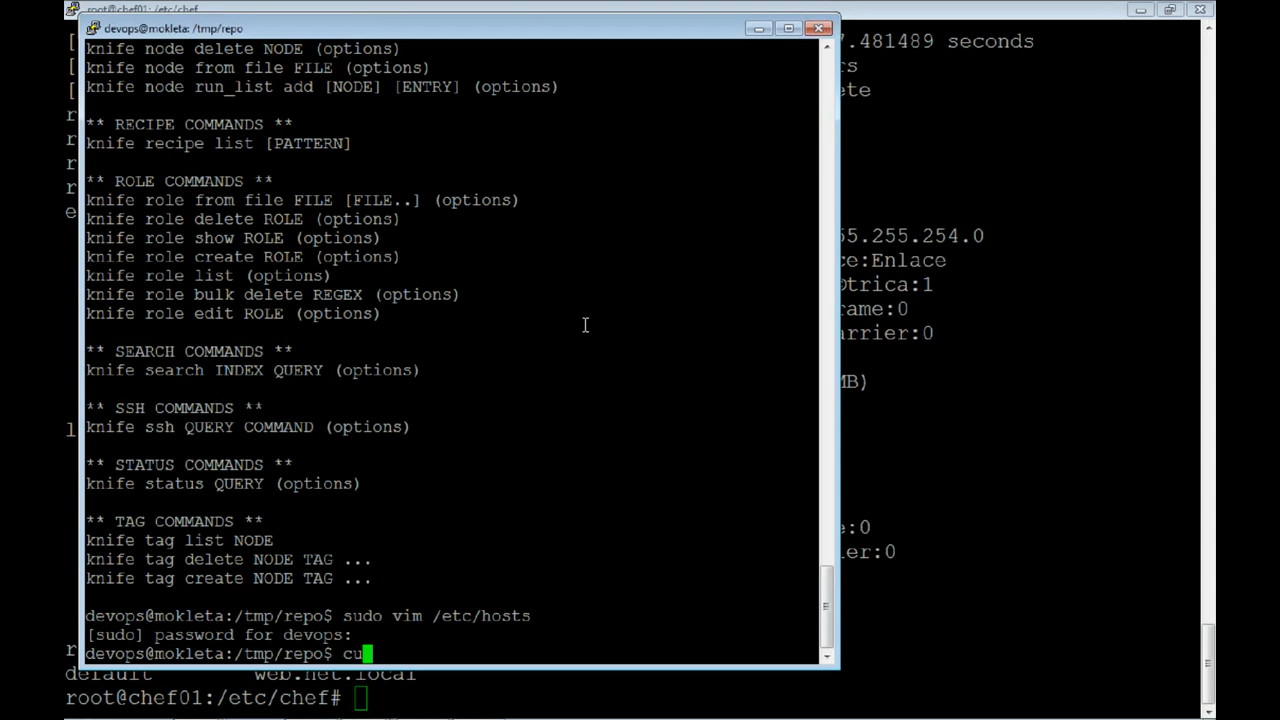 root@chef01: /etc/chef
devops@mokleta: /tmp/repo
knife node delete NODE (options)
knife node from file FILE (options)
knife node run_list add [NODE] [ENTRY] (options)
** RECIPE COMMANDS **
knife recipe list [PATTERN]
** ROLE COMMANDS **
knife role from file FILE [FILE..] (options)
knife role delete ROLE (options)
knife role show ROLE (options)
knife role create ROLE (options)
knife role list (options)
knife role bulk delete REGEX (options)
knife role edit ROLE (options)
** SEARCH COMMANDS **
knife search INDEX QUERY (options)
** SSH COMMANDS **
knife ssh QUERY COMMAND (options)
** STATUS COMMANDS **
knife status QUERY (options)
** TAG COMMANDS **
knife tag list NODE
knife tag delete NODE TAG ...
knife tag create NODE TAG ...
devops@mokleta:/tmp/repo$ sudo vim /etc/hosts
[sudo] password for devops:
devops@mokleta:/tmp/repo$ cu
[ 7.481489 seconds
[ rs
[ ete
r
r
r
r
e
55.255.254.0
ce:Enlace
trica:1
rame:0
arrier:0
MB)
l
e:0
ier:0
r
default web.net.local
root@chef01:/etc/chef#